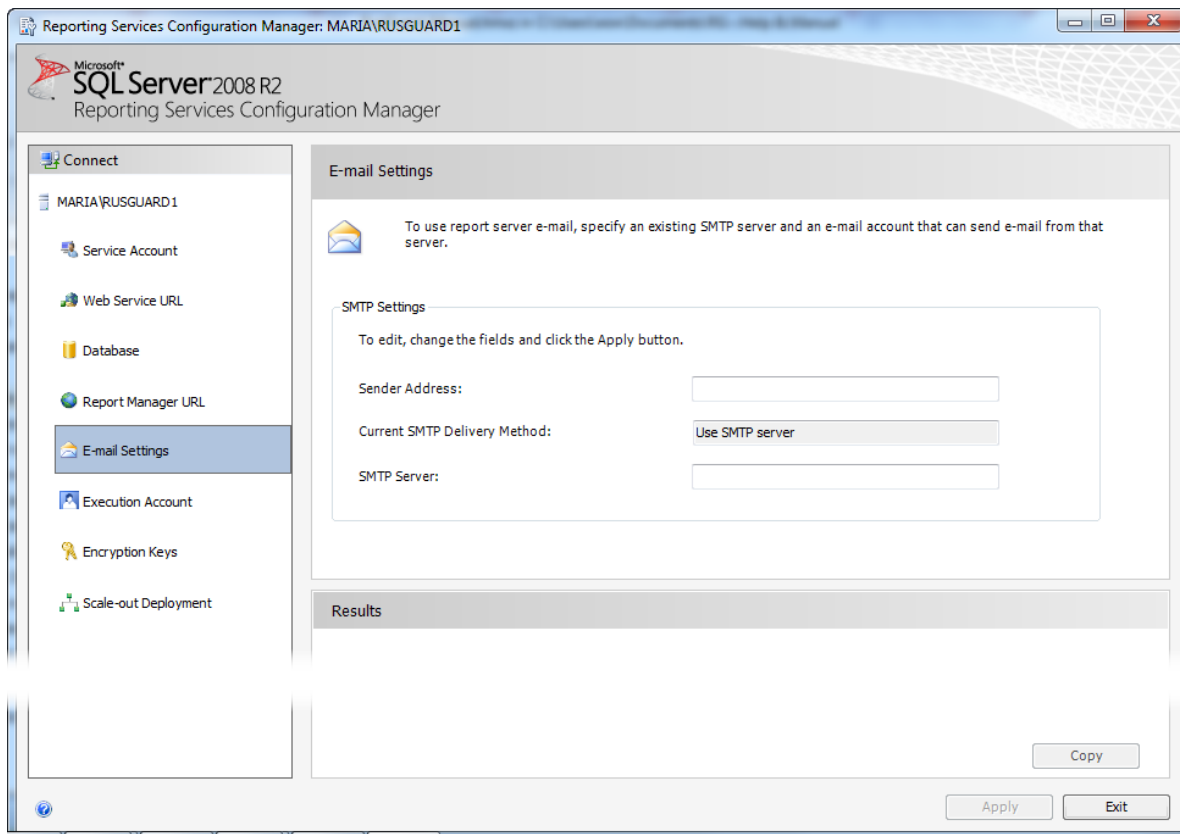 Reporting Services Configuration Manager: MARIA\RUSGUARD1
Microsoft
SQL Server 2008 R2
Reporting Services Configuration Manager
Connect
MARIA\RUSGUARD1
Service Account
Web Service URL
Database
Report Manager URL
E-mail Settings
Execution Account
Encryption Keys
Scale-out Deployment
E-mail Settings
To use report server e-mail, specify an existing SMTP server and an e-mail account that can send e-mail from that
server.
SMTP Settings
To edit, change the fields and click the Apply button.
Sender Address:
Current SMTP Delivery Method: Use SMTP server
SMTP Server:
Results
Copy
Apply Exit